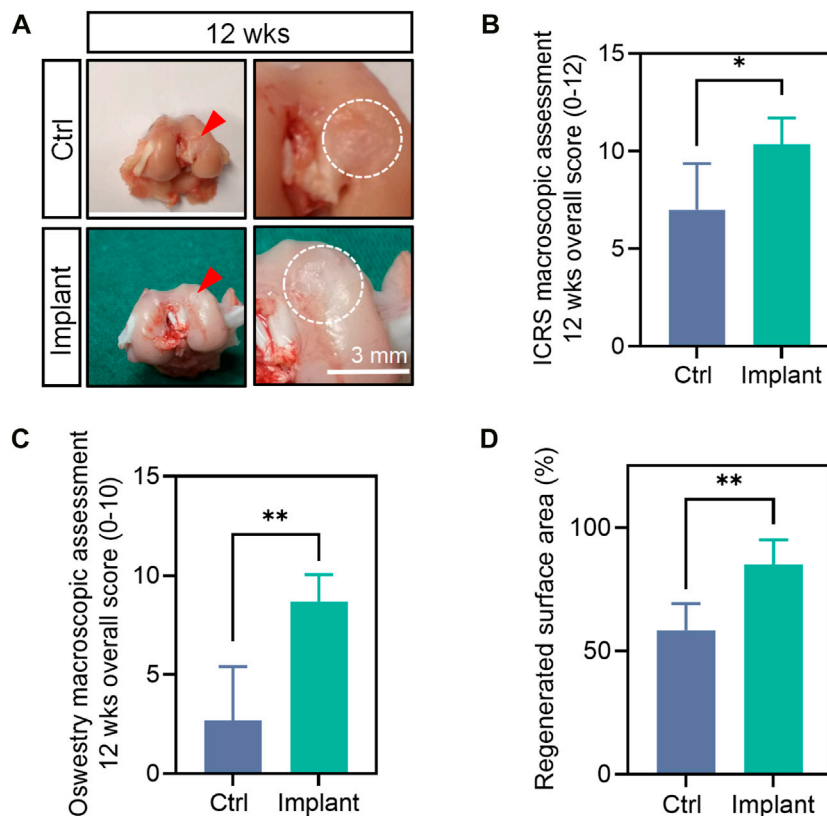 A
12 wks
Ctrl
Implant
3 mm
B
ICRS macroscopic assessment
12 wks overall score (0-12)
15
10
5
0
*
Ctrl
Implant
C
Oswestry macroscopic assessment
12 wks overall score (0-10)
15
10
5
0
**
Ctrl
Implant
D
Regenerated surface area (%)
100
50
0
**
Ctrl
Implant